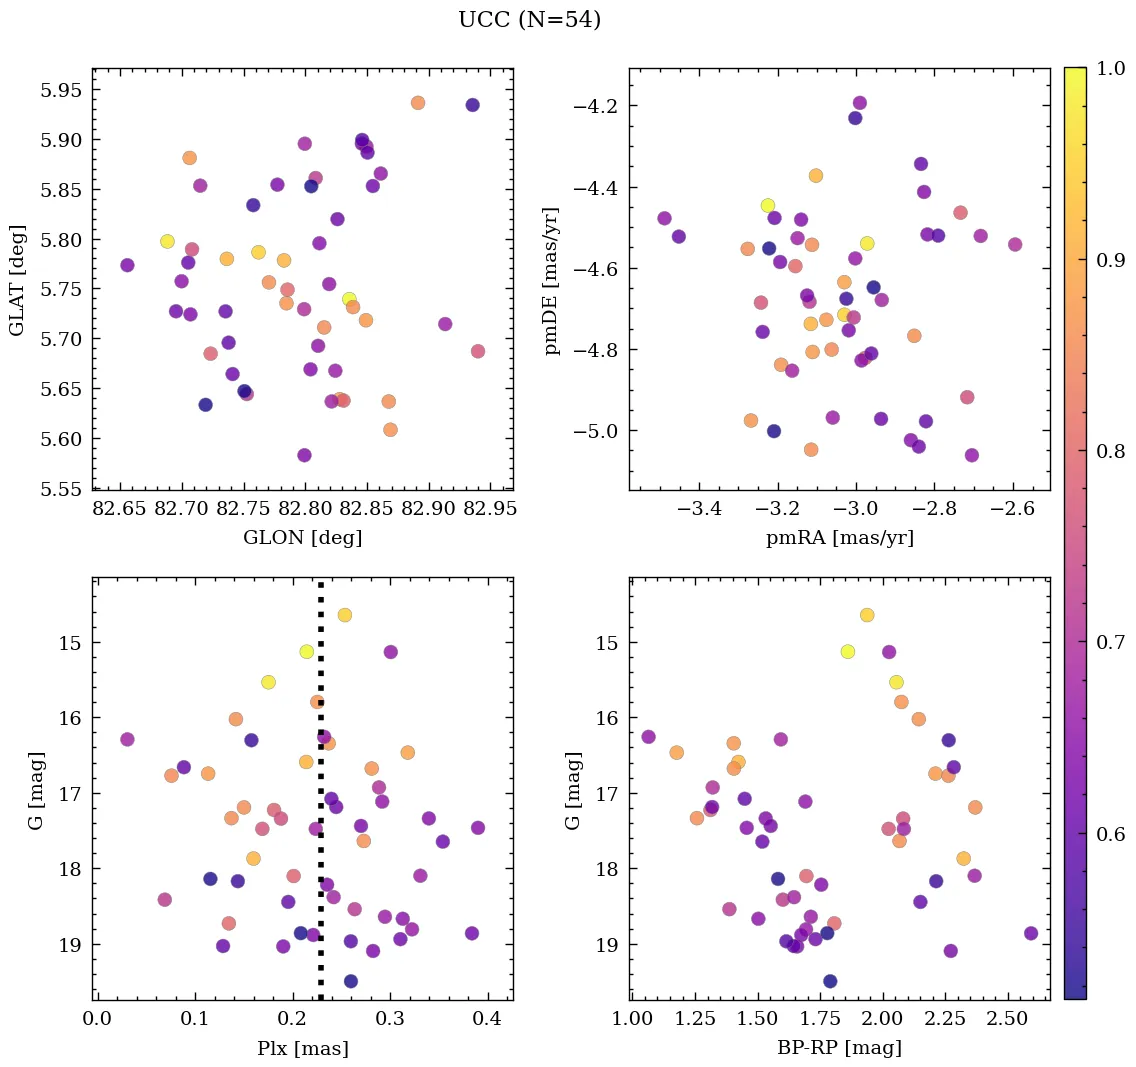 UCC (N=54)
5.95
5.90
5.85
5.80
5.75
5.70
5.65
5.60
5.55
GLAT [deg]
82.65 82.70 82.75 82.80 82.85 82.90 82.95
GLON [deg]
−4.2
−4.4
−4.6
−4.8
−5.0
pmDE [mas/yr]
−3.4 −3.2 −3.0 −2.8 −2.6
pmRA [mas/yr]
1.0
0.9
0.8
0.7
0.6
15
16
17
18
19
G [mag]
0.0 0.1 0.2 0.3 0.4
Plx [mas]
15
16
17
18
19
G [mag]
1.00 1.25 1.50 1.75 2.00 2.25 2.50
BP-RP [mag]